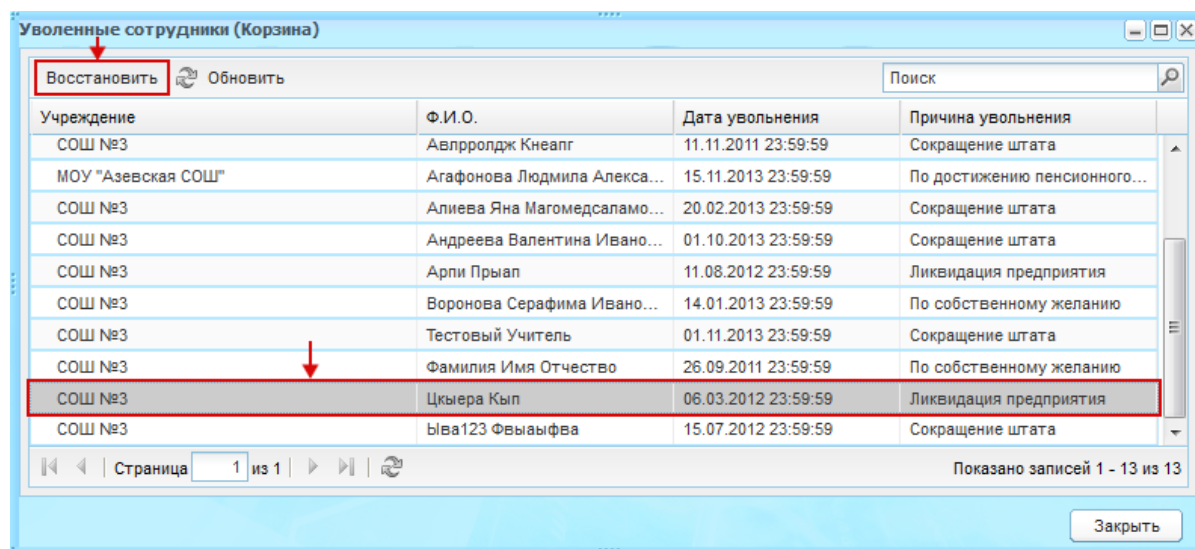 Уволенные сотрудники (Корзина)
Восстановить Обновить Поиск
Учреждение Ф.И.О. Дата увольнения Причина увольнения
СОШ №3 Авлрролдж Кнеапг 11.11.2011 23:59:59 Сокращение штата
МОУ "Азевская СОШ" Агафонова Людмила Алекса... 15.11.2013 23:59:59 По достижению пенсионного...
СОШ №3 Алиева Яна Магомедсаламо... 20.02.2013 23:59:59 Сокращение штата
СОШ №3 Андреева Валентина Ивано... 01.10.2013 23:59:59 Сокращение штата
СОШ №3 Арпи Прыап 11.08.2012 23:59:59 Ликвидация предприятия
СОШ №3 Воронова Серафима Ивано... 14.01.2013 23:59:59 По собственному желанию
СОШ №3 Тестовый Учитель 01.11.2013 23:59:59 Сокращение штата
СОШ №3 Фамилия Имя Отчество 26.09.2011 23:59:59 По собственному желанию
СОШ №3 Цкыера Кып 06.03.2012 23:59:59 Ликвидация предприятия
СОШ №3 Ыва123 Фвыаыфва 15.07.2012 23:59:59 Сокращение штата
Страница 1 из 1 Показано записей 1 - 13 из 13
Закрыть